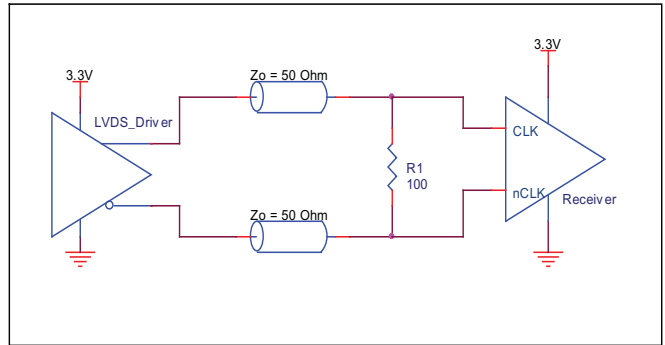 3.3V
LVDS_Driver
Zo = 50 Ohm
3.3V
CLK
R1
100
nCLK
Receiver
Zo = 50 Ohm